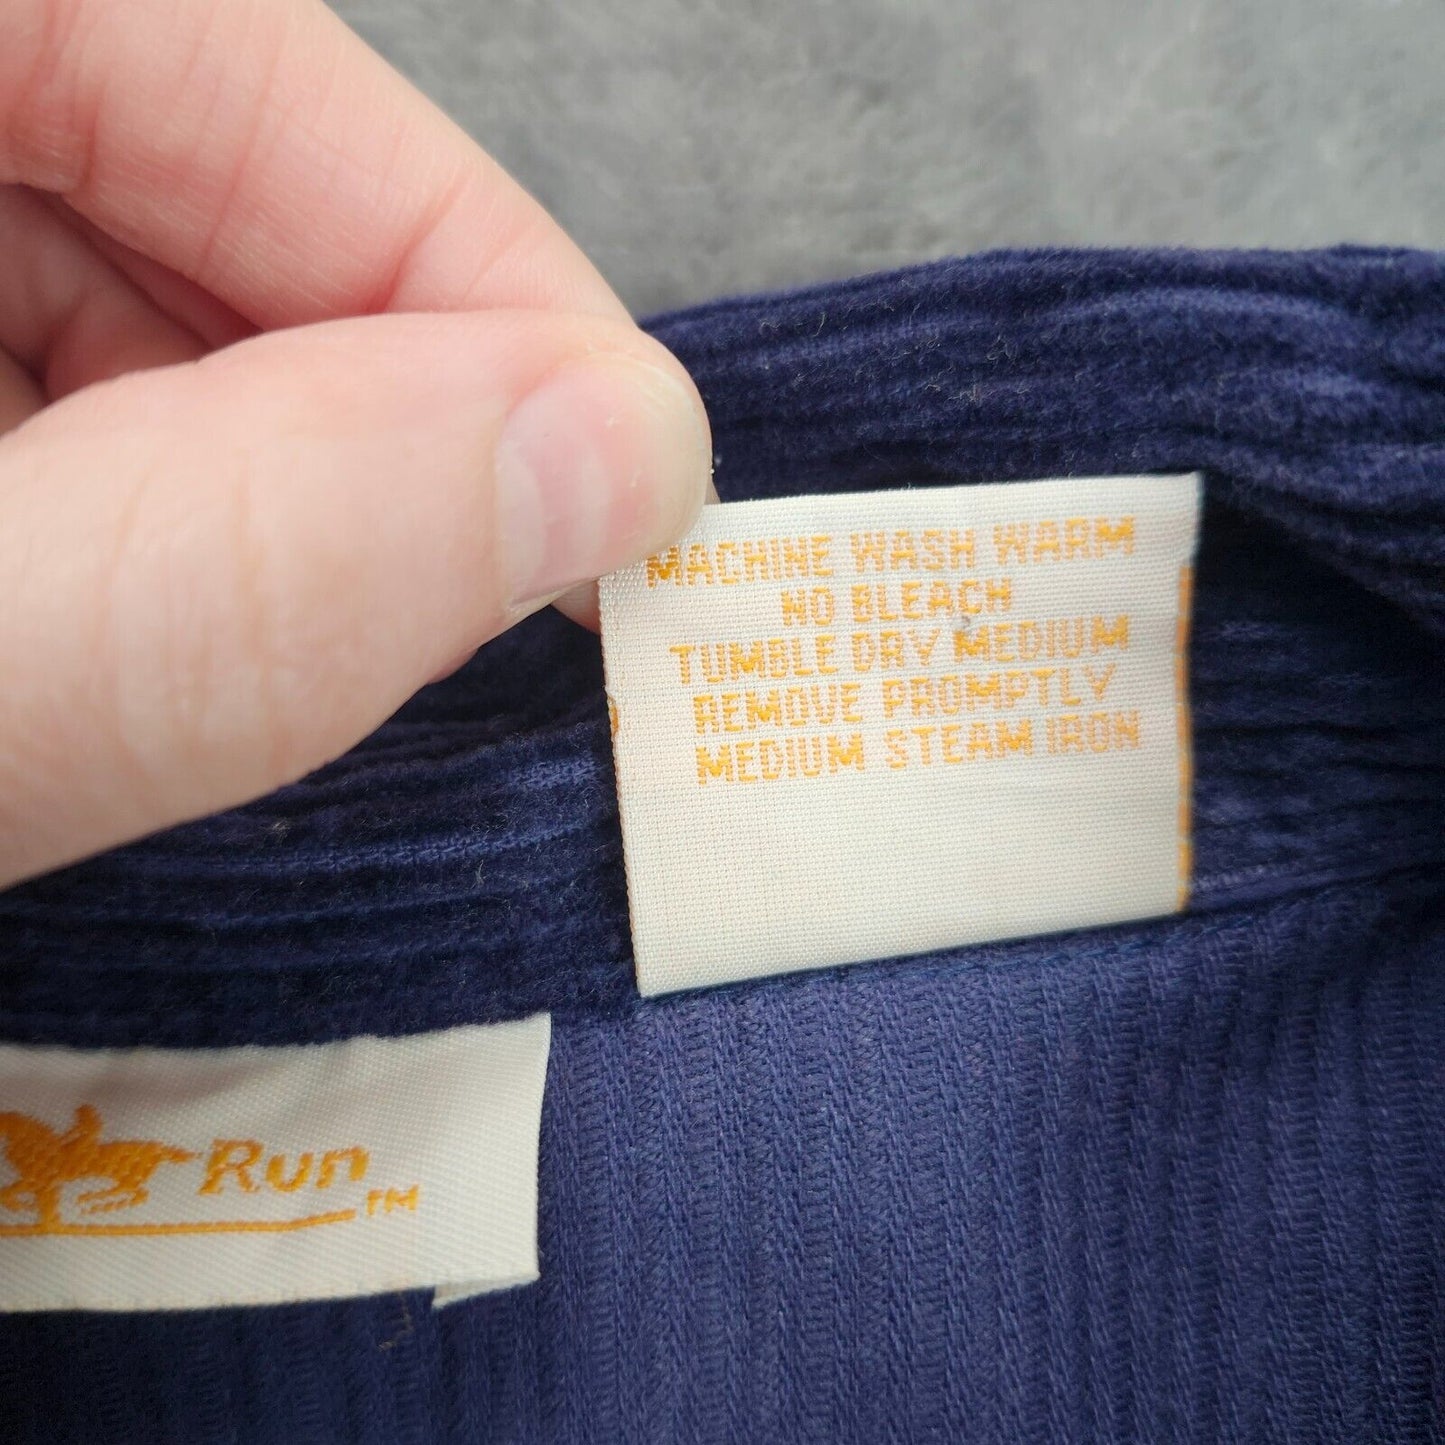 MACHINE WASH WARM
NO BLEACH
TUMBLE DRY MEDIUM
REMOVE PROMPTLY
MEDIUM STEAM IRON
Run
TM